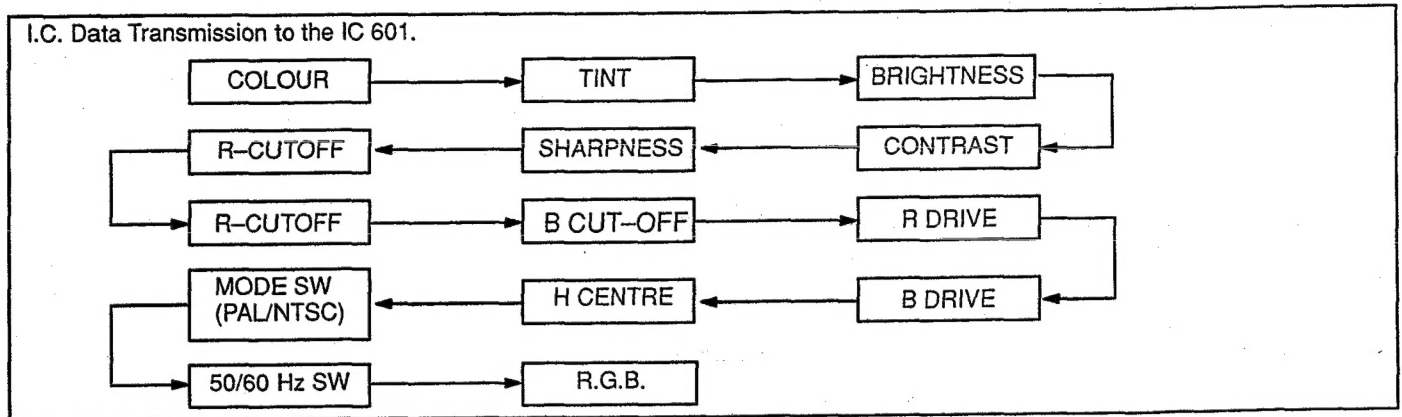 I.C. Data Transmission to the IC 601.
COLOUR
TINT
BRIGHTNESS
CONTRAST
SHARPNESS
R–CUTOFF
R–CUTOFF
B CUT–OFF
R DRIVE
B DRIVE
H CENTRE
MODE SW
(PAL/NTSC)
50/60 Hz SW
R.G.B.